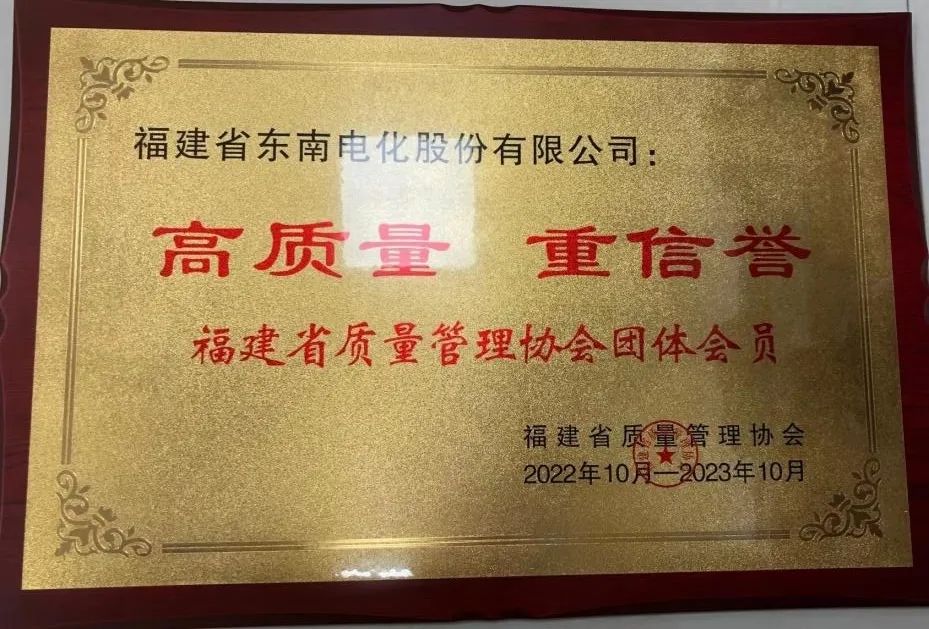 福建省东南电化股份有限公司：
高质量 重信誉
福建省质量管理协会团体会员
福建省质量管理协会
2022年10月—2023年10月